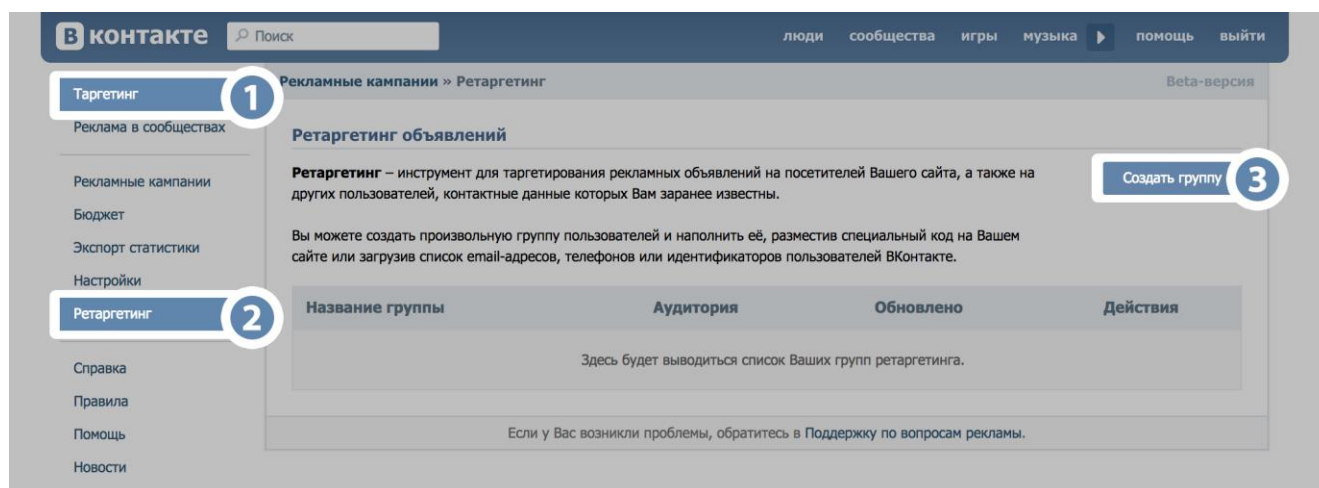 В контакте Поиск люди сообщества игры музыка помощь выйти
Таргетинг 1
Реклама в сообществах
Рекламные кампании
Бюджет
Экспорт статистики
Настройки
Ретаргетинг 2
Справка
Правила
Помощь
Новости
Рекламные кампании » Ретаргетинг Beta-версия
Ретаргетинг объявлений
Ретаргетинг – инструмент для таргетирования рекламных объявлений на посетителей Вашего сайта, а также на
других пользователей, контактные данные которых Вам заранее известны.
Создать группу 3
Вы можете создать произвольную группу пользователей и наполнить её, разместив специальный код на Вашем
сайте или загрузив список email-адресов, телефонов или идентификаторов пользователей ВКонтакте.
Название группы Аудитория Обновлено Действия
Здесь будет выводиться список Ваших групп ретаргетинга.
Если у Вас возникли проблемы, обратитесь в Поддержку по вопросам рекламы.